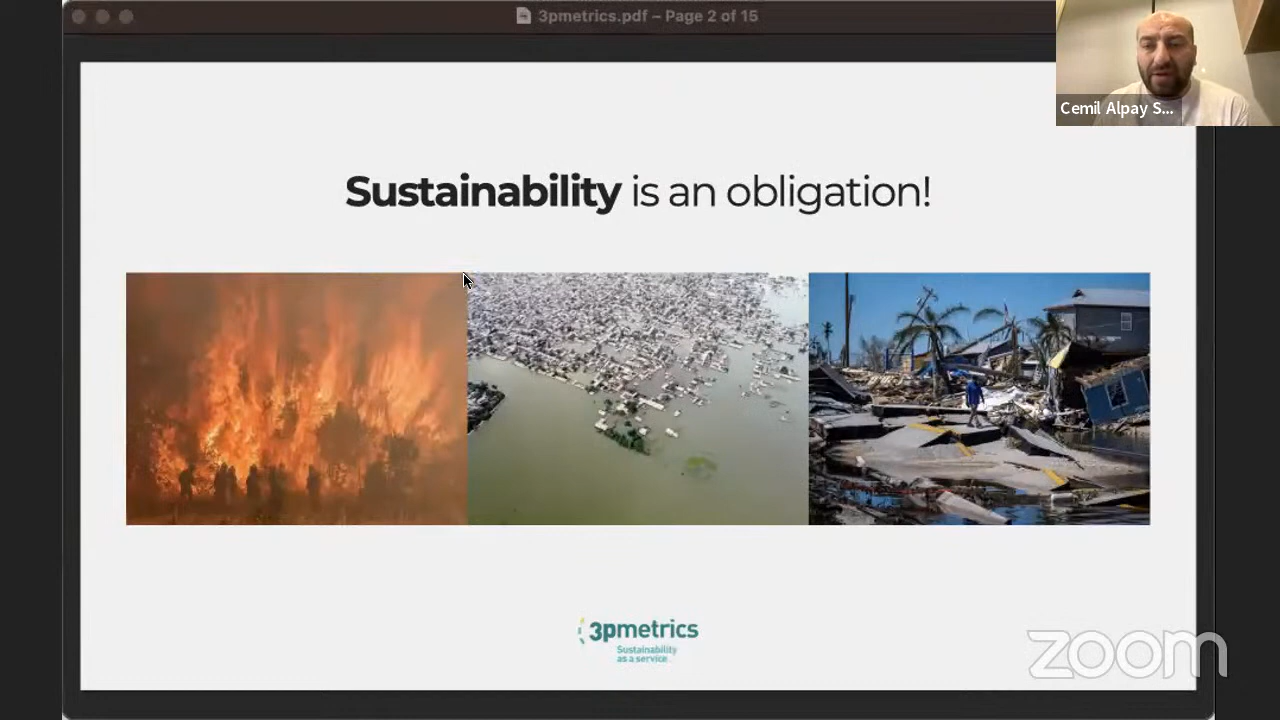 3pmetrics.pdf – Page 2 of 15
Cemil Alpay S...
Sustainability is an obligation!
3pmetrics
Sustainability
as a service
zoom